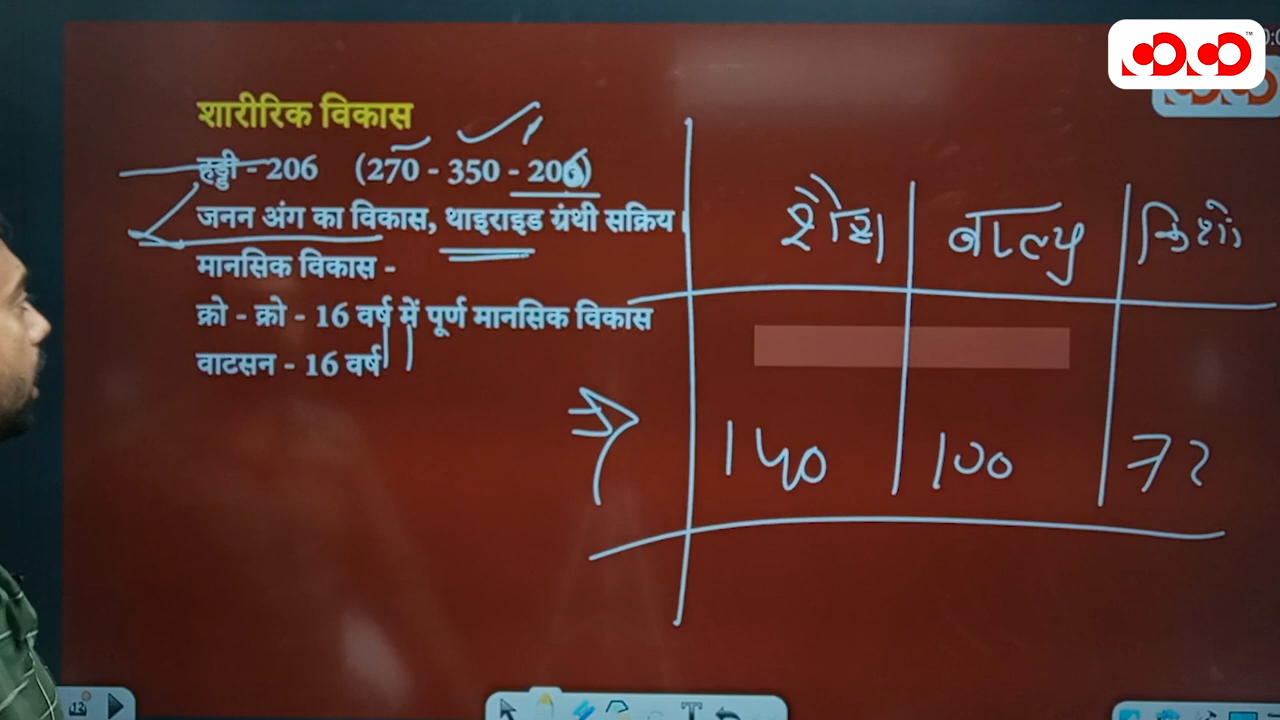 शारीरिक विकास
हड्डी - 206 (270 - 350 - 206)
जनन अंग का विकास, थाइराइड ग्रंथी सक्रिय
मानसिक विकास -
क्रो - क्रो - 16 वर्ष में पूर्ण मानसिक विकास
वाटसन - 16 वर्ष
शैश बाल्य किशो
140 100 72